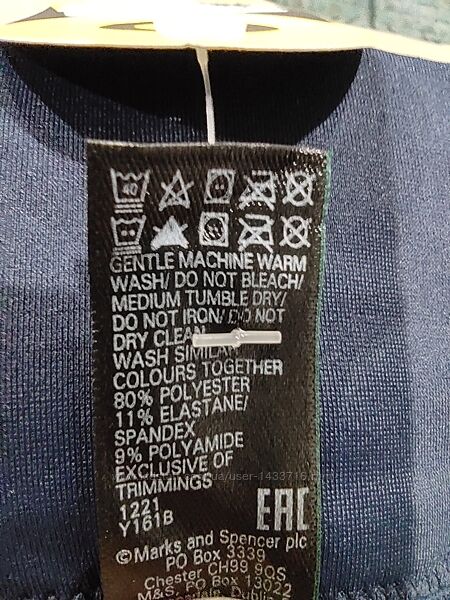 40
GENTLE MACHINE WARM
WASH/ DO NOT BLEACH/
MEDIUM TUMBLE DRY/
DO NOT IRON/ DO NOT
DRY CLEAN
WASH SIMILAR
COLOURS TOGETHER
80% POLYESTER
11% ELASTANE/
SPANDEX
9% POLYAMIDE
EXCLUSIVE OF
TRIMMINGS
1221
Y161B
EAC
©Marks and Spencer plc
PO Box 3339
Chester CH99 9QS
M&S, PO Box 13022
Dublin